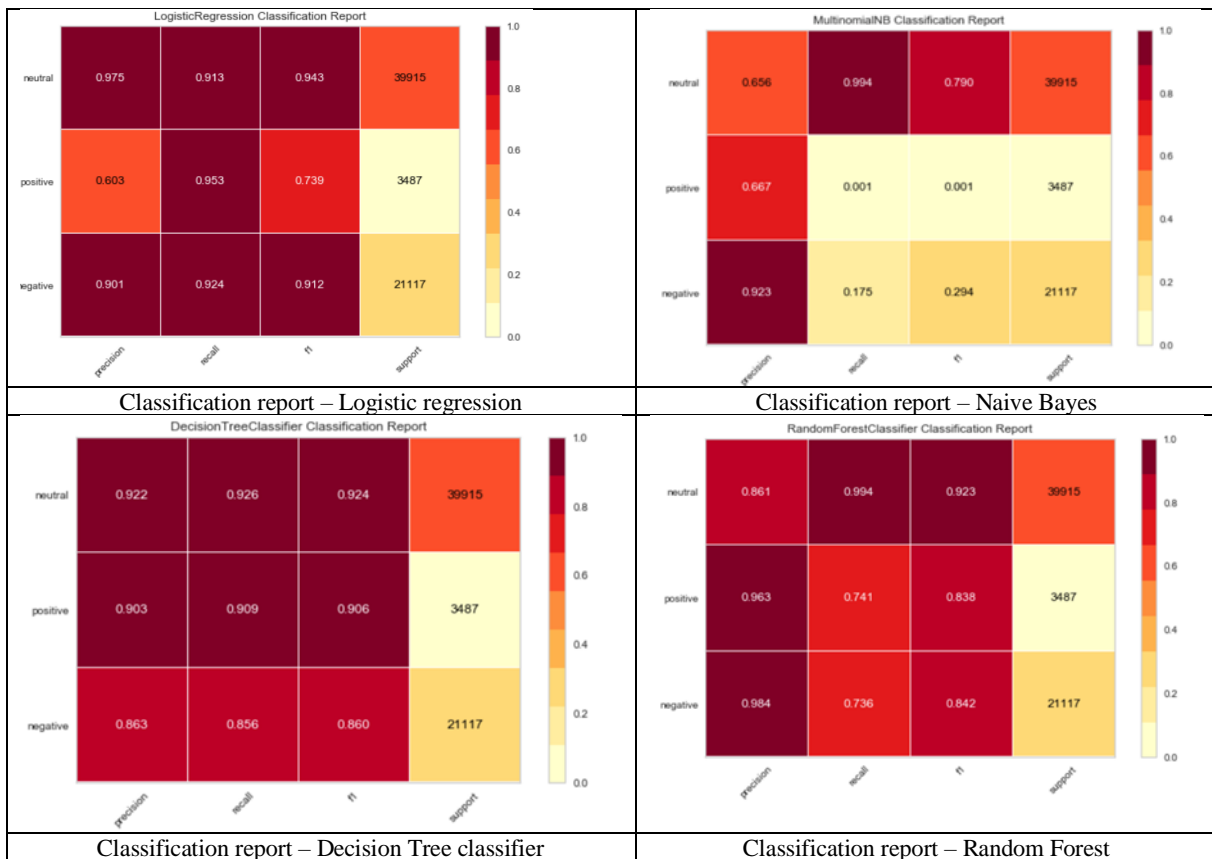 LogisticRegression Classification Report
1.0
neutral 0.975 0.913 0.943 39915
0.8
0.6
positive 0.603 0.953 0.739 3487
0.4
0.2
egative 0.901 0.924 0.912 21117
0.0
precision recall f1 support
Classification report – Logistic regression
MultinomialNB Classification Report
1.0
neutral 0.656 0.994 0.790 39915
0.8
0.6
positive 0.667 0.001 0.001 3487
0.4
0.2
negative 0.923 0.175 0.294 21117
0.0
precision recall f1 support
Classification report – Naive Bayes
DecisionTreeClassifier Classification Report
1.0
neutral 0.922 0.926 0.924 39915
0.8
0.6
positive 0.903 0.909 0.906 3487
0.4
0.2
negative 0.863 0.856 0.860 21117
0.0
precision recall f1 support
Classification report – Decision Tree classifier
RandomForestClassifier Classification Report
1.0
neutral 0.861 0.994 0.923 39915
0.8
0.6
positive 0.963 0.741 0.838 3487
0.4
0.2
negative 0.984 0.736 0.842 21117
0.0
precision recall f1 support
Classification report – Random Forest